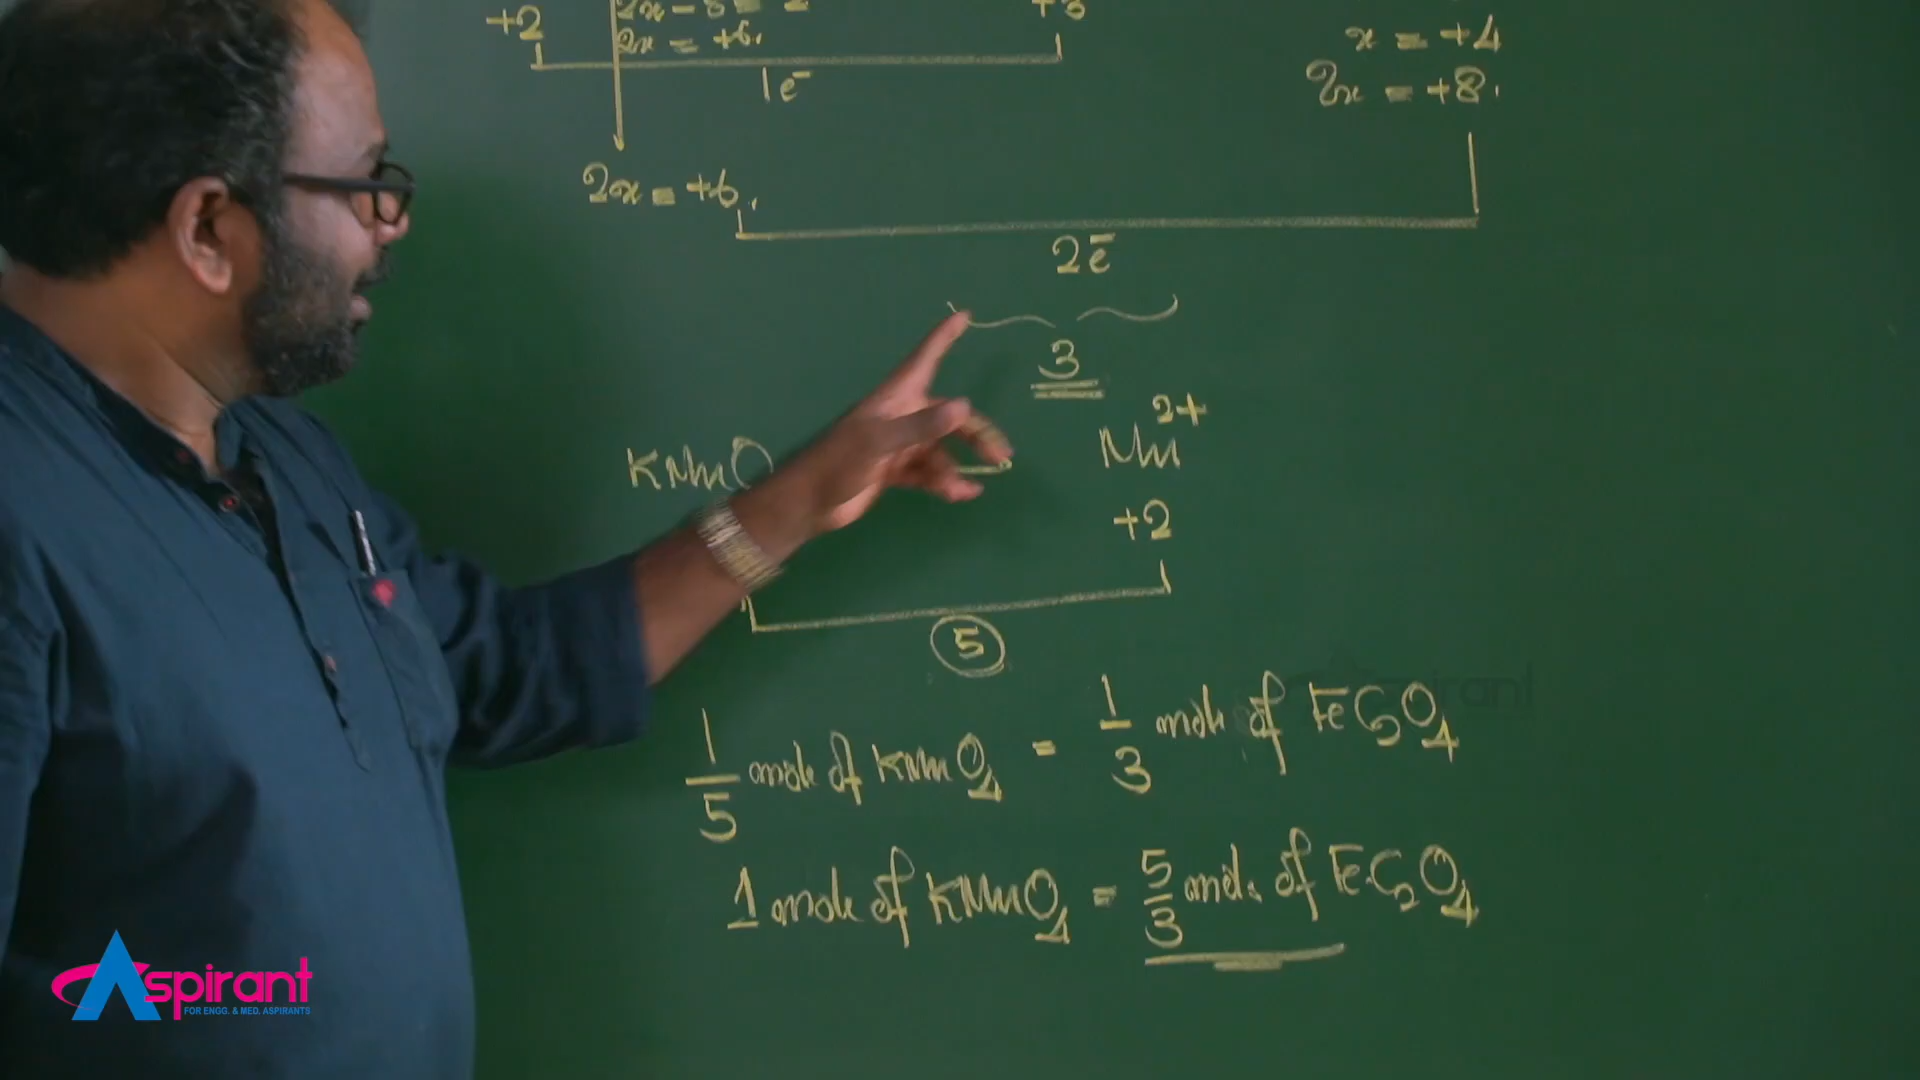 +2
2x = +6.
1e⁻
x = +4
2x = +8.
2x = +6.
2e⁻
3
KMnO
Mn²⁺
+2
5
1/5 mole of KMnO₄ = 1/3 mole of FeC₂O₄
1 mole of KMnO₄ = 5/3 mole of FeC₂O₄
Aspirant
FOR ENGG. & MED. ASPIRANTS